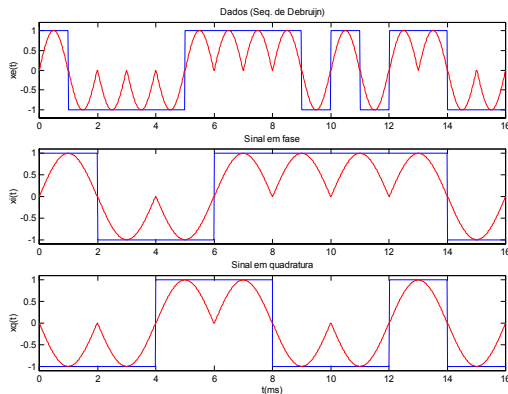 Dados (Seq. de Debruijn)
1
0.5
0
-0.5
-1
xe(t)
0 2 4 6 8 10 12 14 16
Sinal em fase
1
0.5
0
-0.5
-1
xi(t)
0 2 4 6 8 10 12 14 16
Sinal em quadratura
1
0.5
0
-0.5
-1
xq(t)
0 2 4 6 8 10 12 14 16
t(ms)